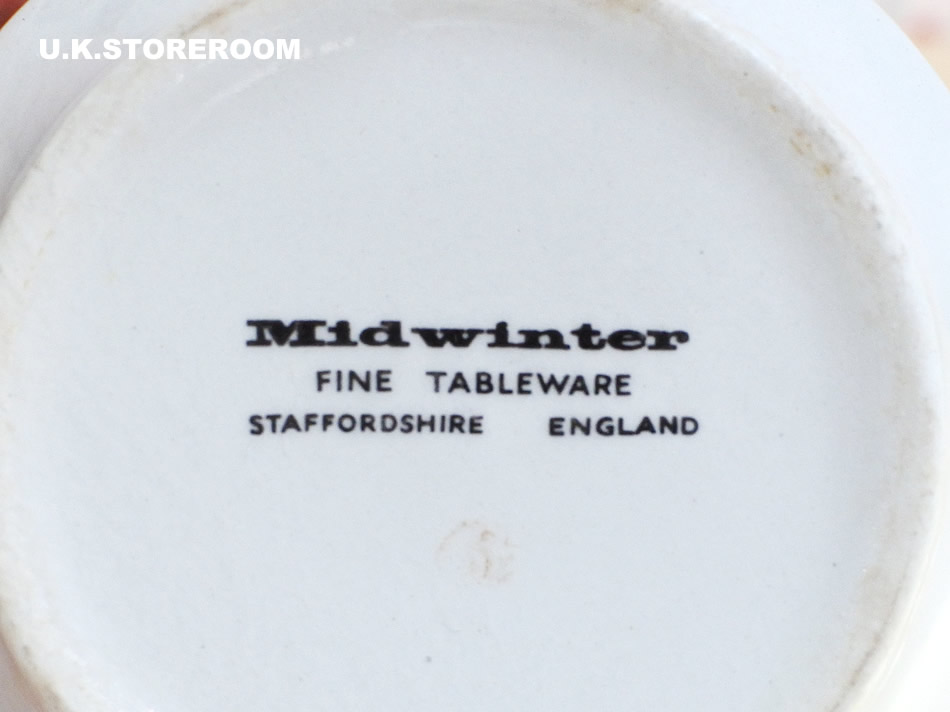 U.K.STOREROOM
Midwinter
FINE TABLEWARE
STAFFORDSHIRE ENGLAND